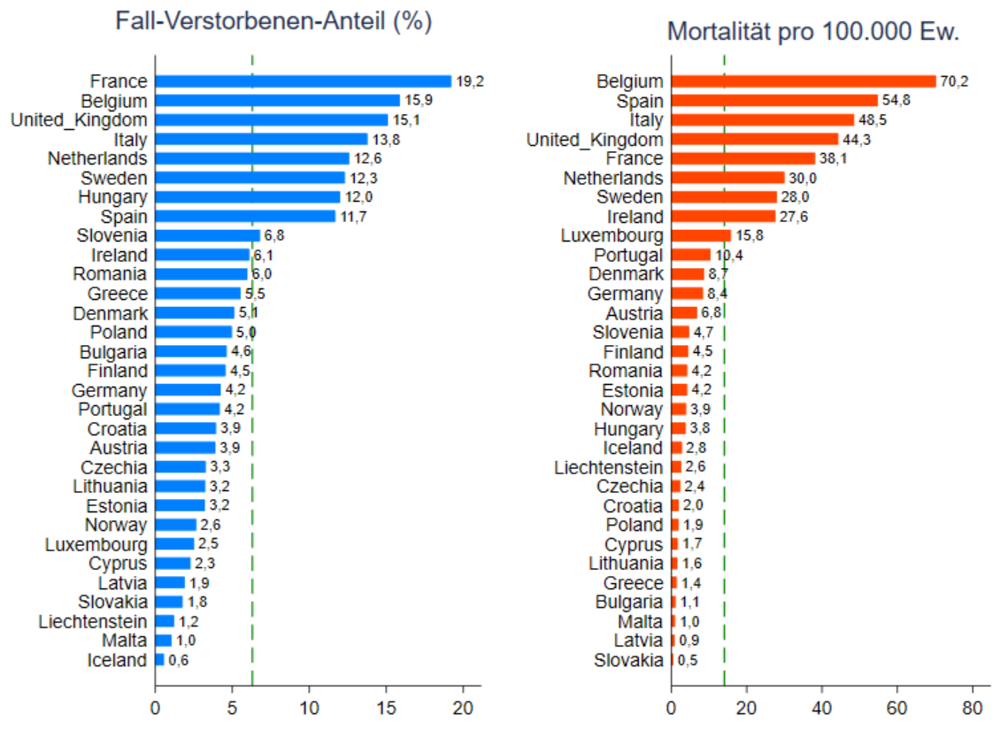 Fall-Verstorbenen-Anteil (%)
France 19,2
Belgium 15,9
United_Kingdom 15,1
Italy 13,8
Netherlands 12,6
Sweden 12,3
Hungary 12,0
Spain 11,7
Slovenia 6,8
Ireland 6,1
Romania 6,0
Greece 5,5
Denmark 5,1
Poland 5,0
Bulgaria 4,6
Finland 4,5
Germany 4,2
Portugal 4,2
Croatia 3,9
Austria 3,9
Czechia 3,3
Lithuania 3,2
Estonia 3,2
Norway 2,6
Luxembourg 2,5
Cyprus 2,3
Latvia 1,9
Slovakia 1,8
Liechtenstein 1,2
Malta 1,0
Iceland 0,6
0 5 10 15 20
Mortalität pro 100.000 Ew.
Belgium 70,2
Spain 54,8
Italy 48,5
United_Kingdom 44,3
France 38,1
Netherlands 30,0
Sweden 28,0
Ireland 27,6
Luxembourg 15,8
Portugal 10,4
Denmark 8,7
Germany 8,4
Austria 6,8
Slovenia 4,7
Finland 4,5
Romania 4,2
Estonia 4,2
Norway 3,9
Hungary 3,8
Iceland 2,8
Liechtenstein 2,6
Czechia 2,4
Croatia 2,0
Poland 1,9
Cyprus 1,7
Lithuania 1,6
Greece 1,4
Bulgaria 1,1
Malta 1,0
Latvia 0,9
Slovakia 0,5
0 20 40 60 80